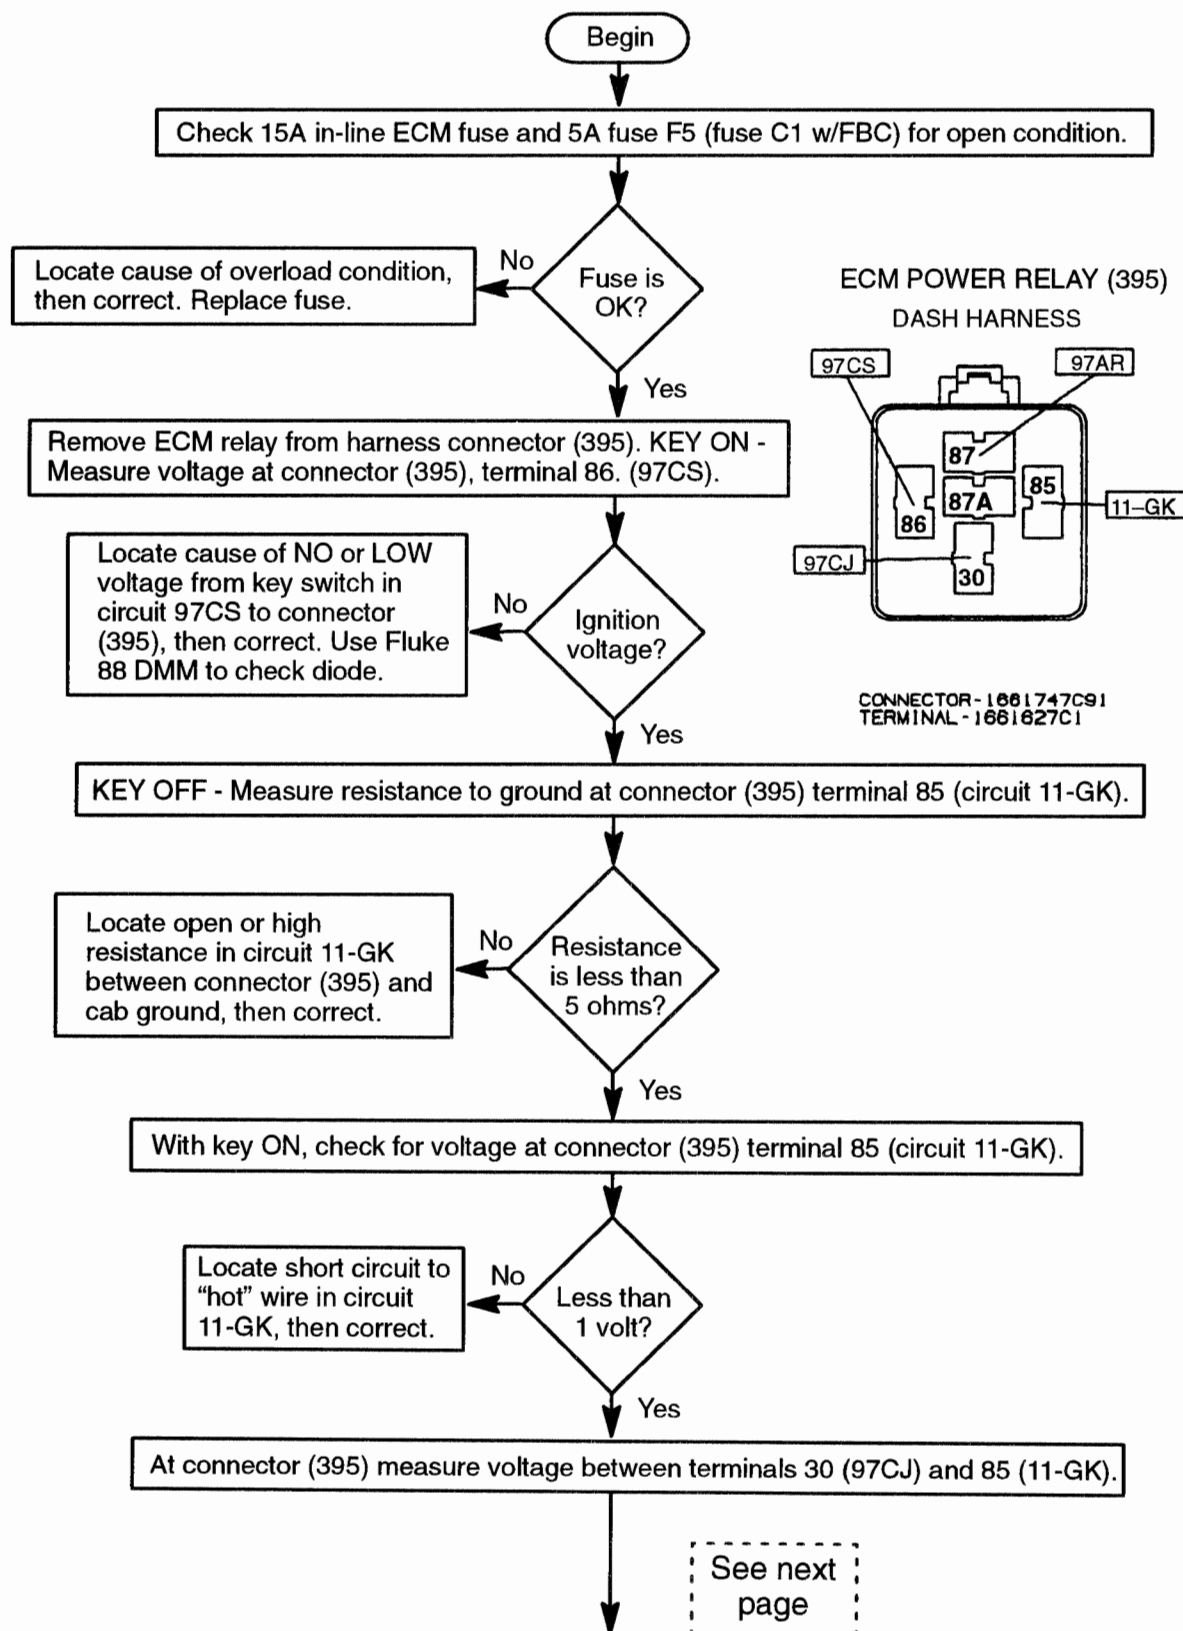 Begin
Check 15A in-line ECM fuse and 5A fuse F5 (fuse C1 w/FBC) for open condition.
Fuse is
OK?
No
Locate cause of overload condition,
then correct. Replace fuse.
Yes
ECM POWER RELAY (395)
DASH HARNESS
97CS
97AR
87
87A
85
86
30
11–GK
97CJ
CONNECTOR-1661747C91
TERMINAL-1661627C1
Remove ECM relay from harness connector (395). KEY ON -
Measure voltage at connector (395), terminal 86. (97CS).
Ignition
voltage?
No
Locate cause of NO or LOW
voltage from key switch in
circuit 97CS to connector
(395), then correct. Use Fluke
88 DMM to check diode.
Yes
KEY OFF - Measure resistance to ground at connector (395) terminal 85 (circuit 11-GK).
Resistance
is less than
5 ohms?
No
Locate open or high
resistance in circuit 11-GK
between connector (395) and
cab ground, then correct.
Yes
With key ON, check for voltage at connector (395) terminal 85 (circuit 11-GK).
Less than
1 volt?
No
Locate short circuit to
“hot” wire in circuit
11-GK, then correct.
Yes
At connector (395) measure voltage between terminals 30 (97CJ) and 85 (11-GK).
See next
page